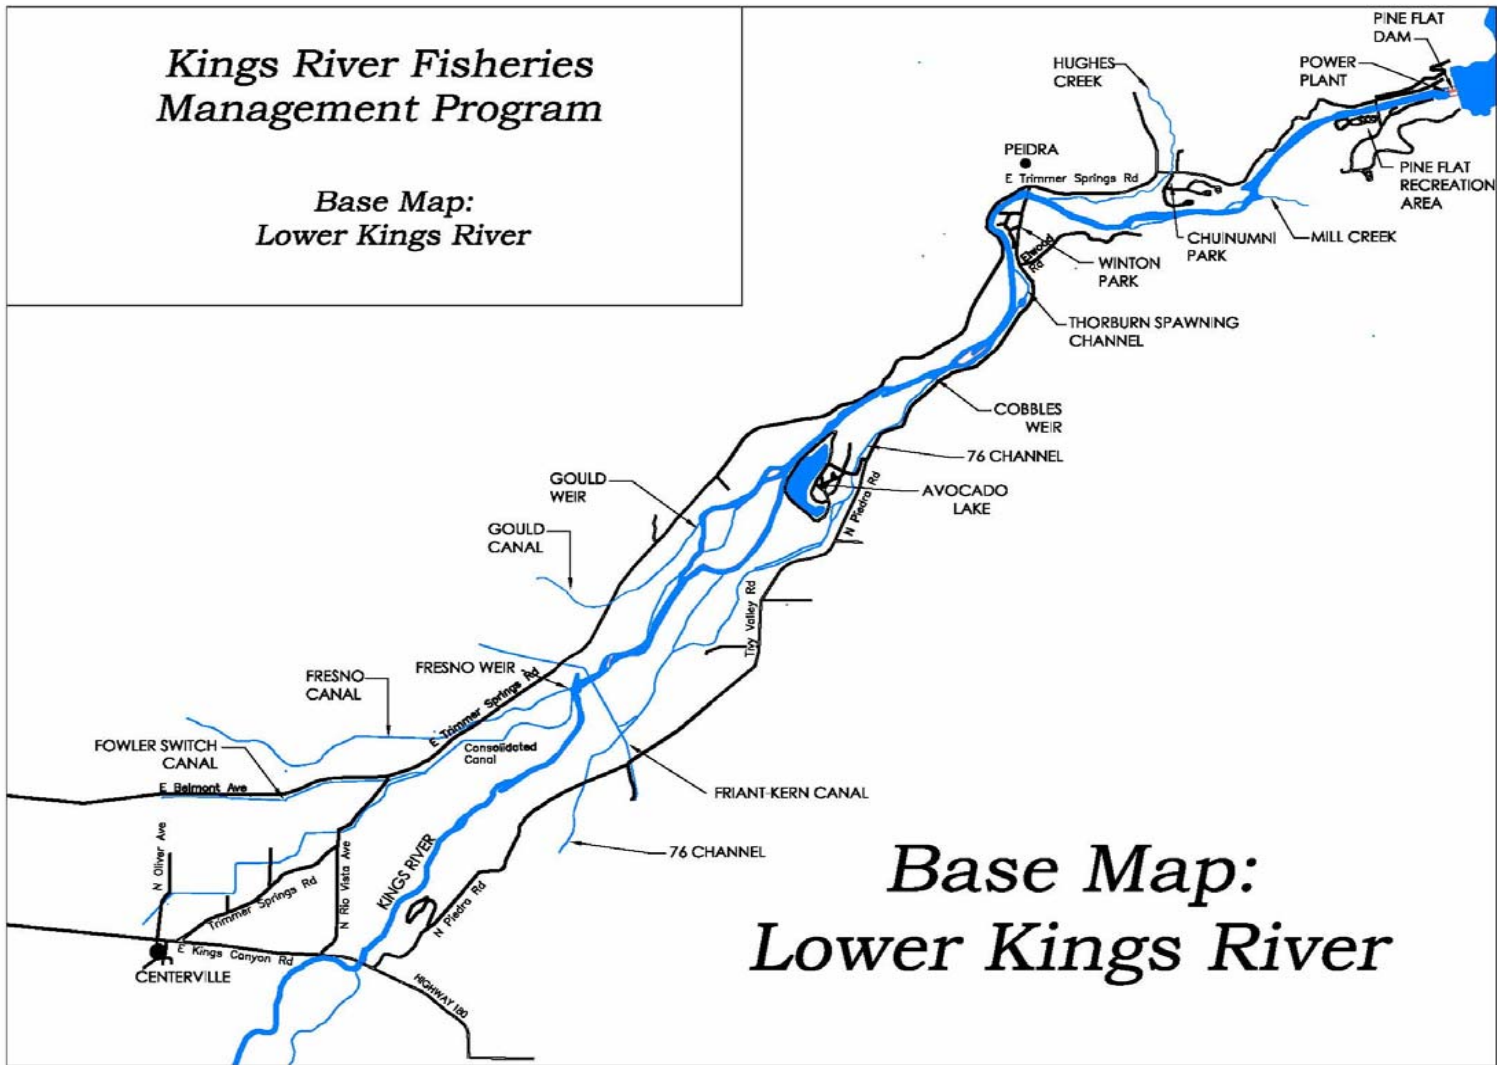 Kings River Fisheries
Management Program
Base Map:
Lower Kings River
PINE FLAT
DAM
HUGHES
CREEK
POWER
PLANT
PEIDRA
E Trimmer Springs Rd
PINE FLAT
RECREATION
AREA
CHUINUMNI
PARK
MILL CREEK
Elwood
Rd
WINTON
PARK
THORBURN SPAWNING
CHANNEL
COBBLES
WEIR
76 CHANNEL
GOULD
WEIR
AVOCADO
LAKE
N Piedra Rd
GOULD
CANAL
Tivy Valley Rd
FRESNO WEIR
FRESNO
CANAL
E Trimmer Springs Rd
FOWLER SWITCH
CANAL
Consolidated
Canal
E Belmont Ave
FRIANT-KERN CANAL
N Oliver Ave
76 CHANNEL
KINGS RIVER
N Rio Vista Ave
Trimmer Springs Rd
N Piedra Rd
E Kings Canyon Rd
CENTERVILLE
HIGHWAY 180
Base Map:
Lower Kings River